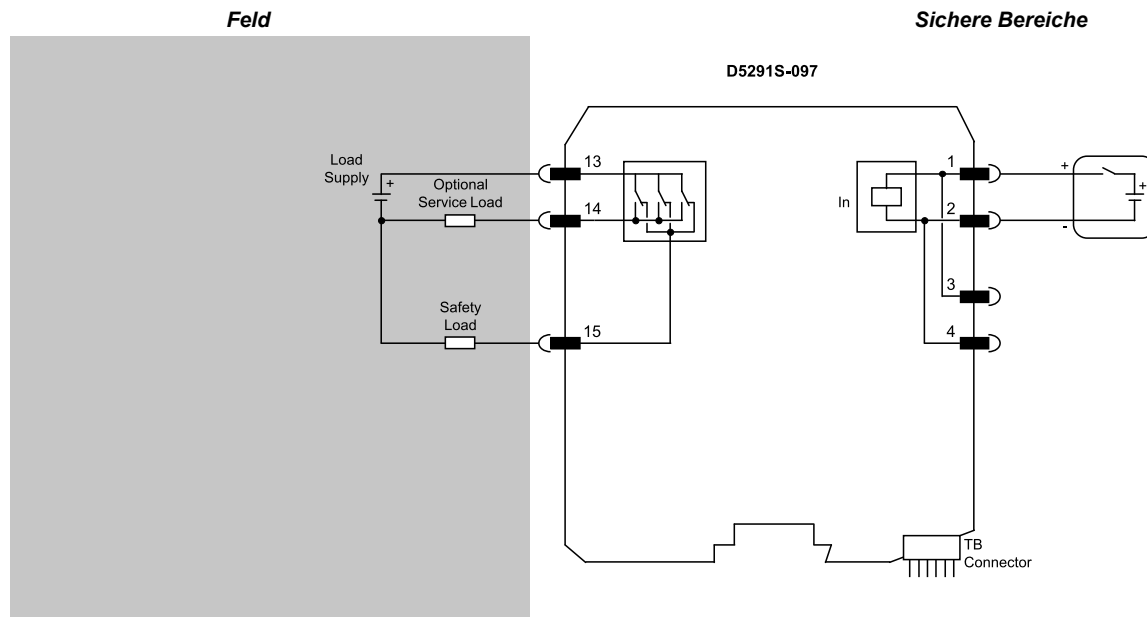 Feld
Sichere Bereiche
D5291S-097
Load
Supply
+
Optional
Service Load
13
14
Safety
Load
15
In
1
2
3
4
+
-
+
TB
Connector